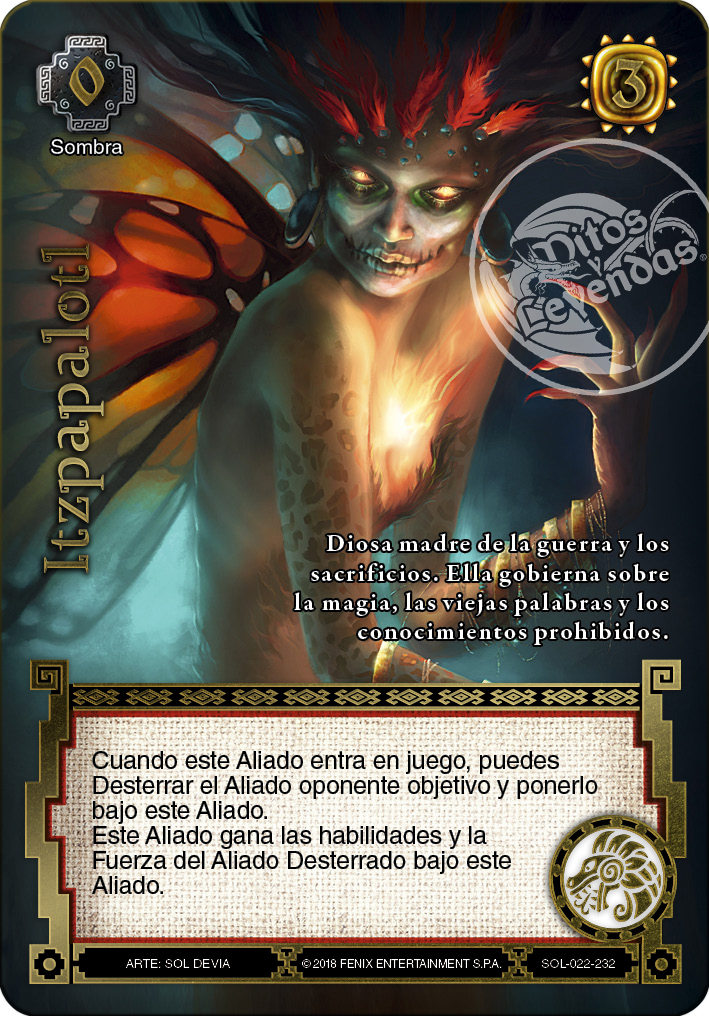 0
3
Sombra
Mitos
y
Leyendas
Itzpapalotl
Diosa madre de la guerra y los
sacrificios. Ella gobierna sobre
la magia, las viejas palabras y los
conocimientos prohibidos.
Cuando este Aliado entra en juego, puedes
Desterrar el Aliado oponente objetivo y ponerlo
bajo este Aliado.
Este Aliado gana las habilidades y la
Fuerza del Aliado Desterrado bajo este
Aliado.
ARTE: SOL DEVIA
© 2018 FENIX ENTERTAINMENT S.P.A.
SOL-022-232